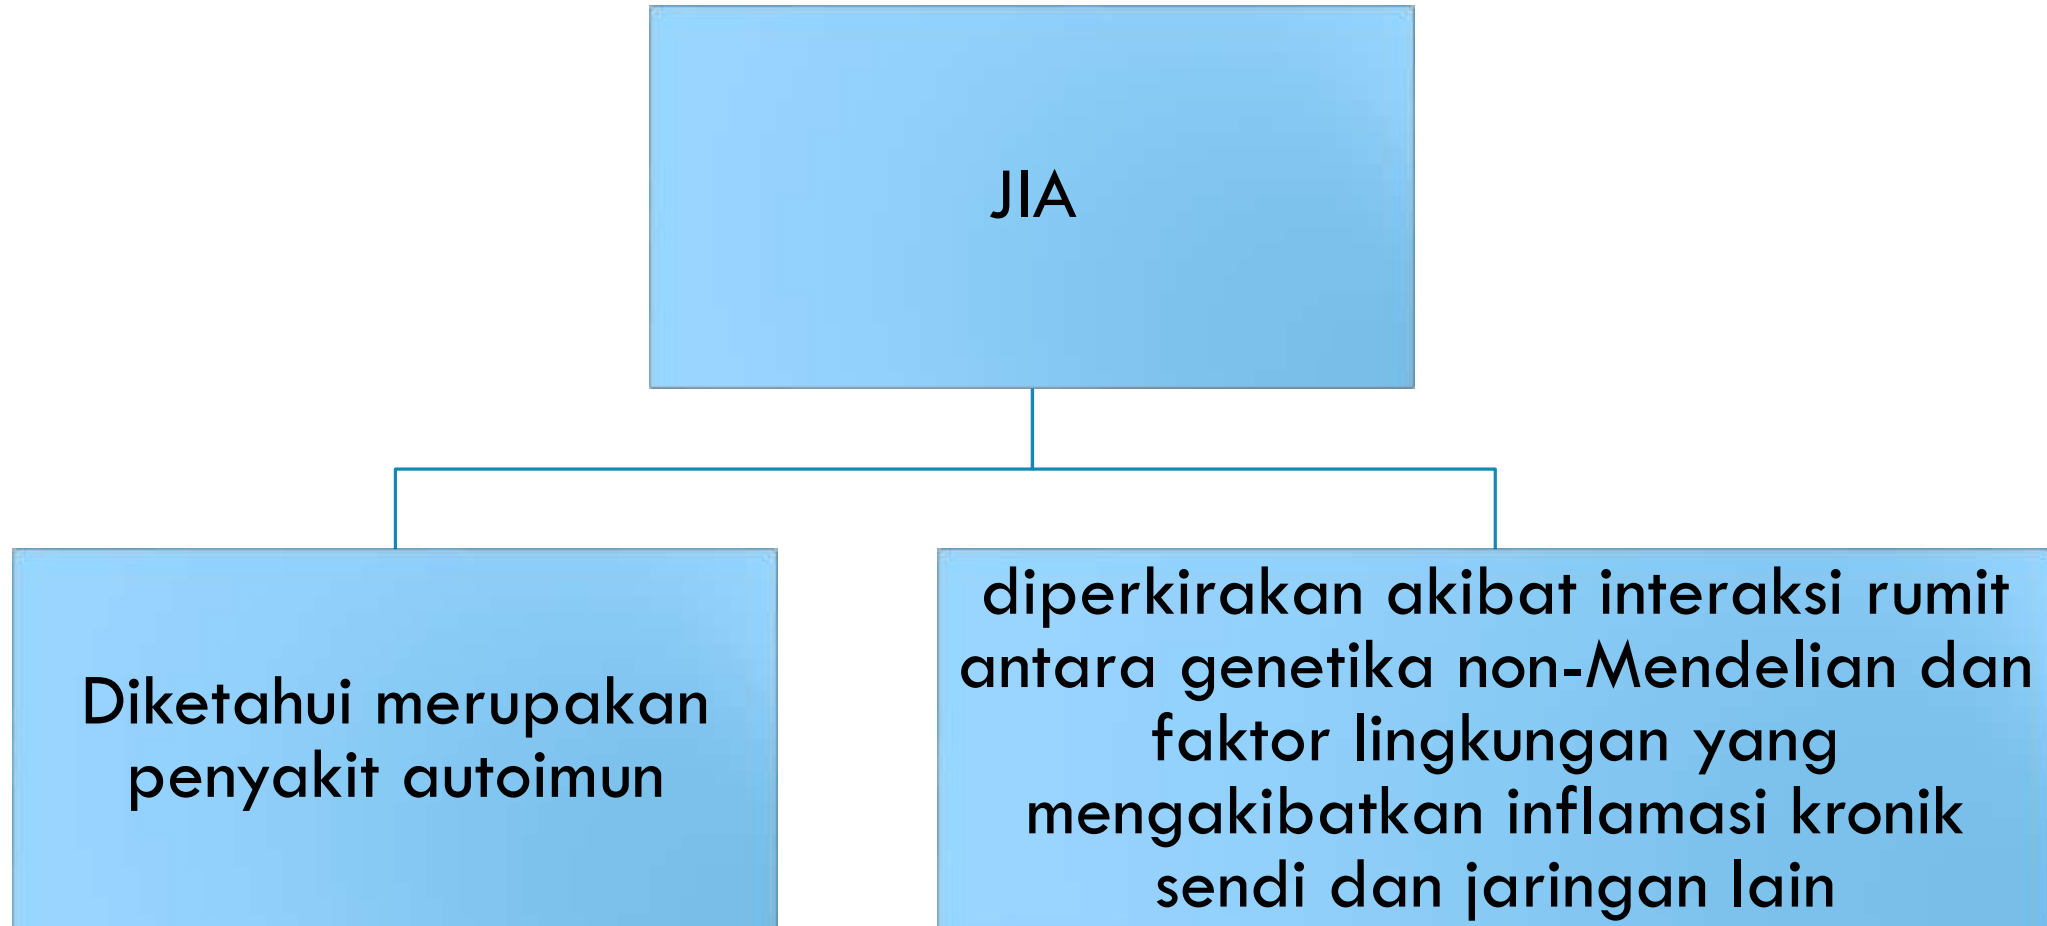 JIA
Diketahui merupakan
penyakit autoimun
diperkirakan akibat interaksi rumit
antara genetika non-Mendelian dan
faktor lingkungan yang
mengakibatkan inflamasi kronik
sendi dan jaringan lain